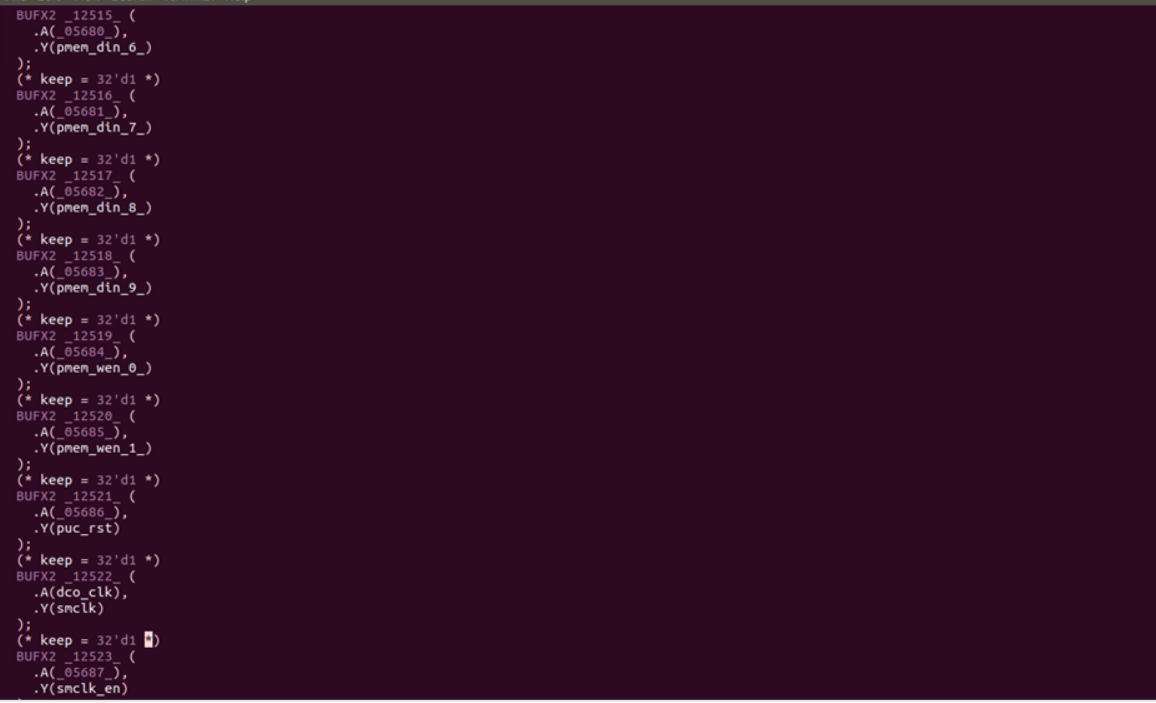 BUFX2 _12515_ (
.A(_05680_),
.Y(pmem_din_6_)
);
(* keep = 32'd1 *)
BUFX2 _12516_ (
.A(_05681_),
.Y(pmem_din_7_)
);
(* keep = 32'd1 *)
BUFX2 _12517_ (
.A(_05682_),
.Y(pmem_din_8_)
);
(* keep = 32'd1 *)
BUFX2 _12518_ (
.A(_05683_),
.Y(pmem_din_9_)
);
(* keep = 32'd1 *)
BUFX2 _12519_ (
.A(_05684_),
.Y(pmem_wen_0_)
);
(* keep = 32'd1 *)
BUFX2 _12520_ (
.A(_05685_),
.Y(pmem_wen_1_)
);
(* keep = 32'd1 *)
BUFX2 _12521_ (
.A(_05686_),
.Y(puc_rst)
);
(* keep = 32'd1 *)
BUFX2 _12522_ (
.A(dco_clk),
.Y(smclk)
);
(* keep = 32'd1 *)
BUFX2 _12523_ (
.A(_05687_),
.Y(smclk_en)